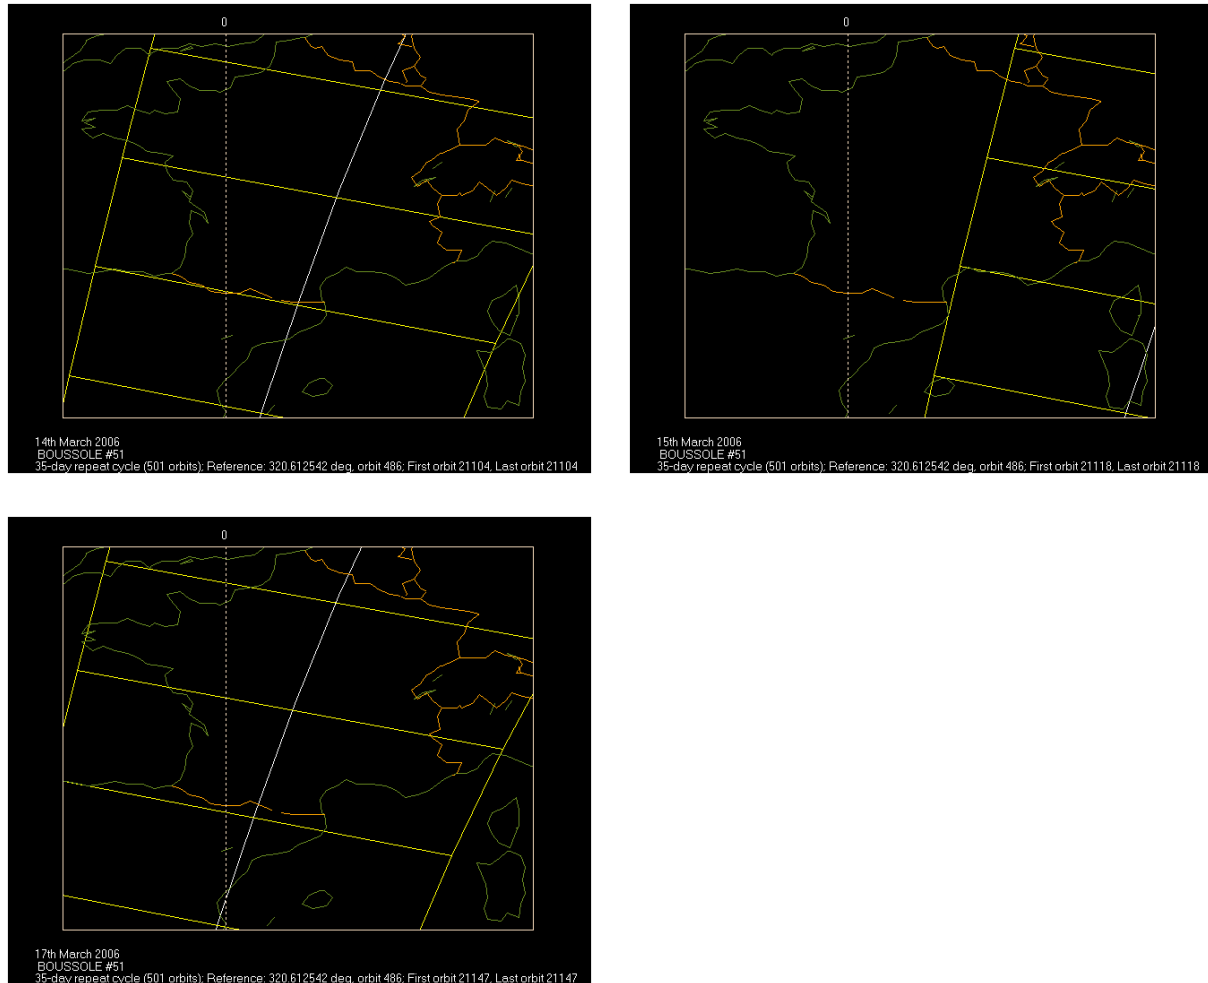 0
14th March 2006
BOUSSOLE #51
35-day repeat cycle (501 orbits); Reference: 320.612542 deg, orbit 486; First orbit 21104, Last orbit 21104
0
15th March 2006
BOUSSOLE #51
35-day repeat cycle (501 orbits); Reference: 320.612542 deg, orbit 486; First orbit 21118, Last orbit 21118
0
17th March 2006
BOUSSOLE #51
35-day repeat cycle (501 orbits); Reference: 320.612542 deg, orbit 486; First orbit 21147, Last orbit 21147